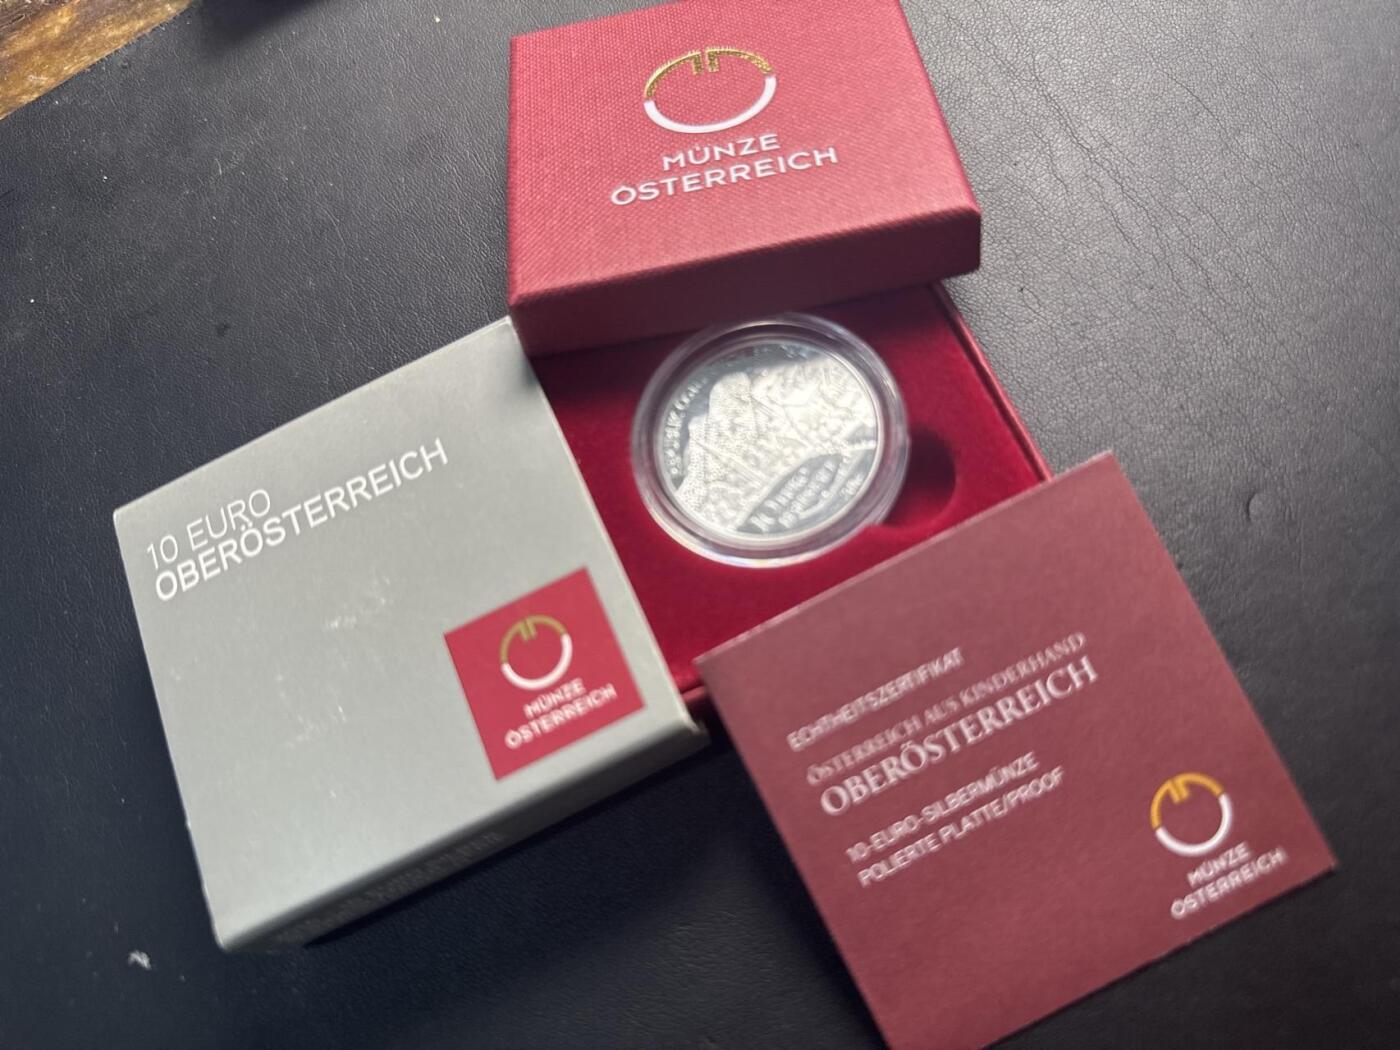 MÜNZE
ÖSTERREICH
10 EURO
OBERÖSTERREICH
MÜNZE
ÖSTERREICH
ECHTHEITSZERTIFIKAT
ÖSTERREICH AUS KINDERHAND
OBERÖSTERREICH
10-EURO-SILBERMÜNZE
POLIERTE PLATTE/PROOF
MÜNZE
ÖSTERREICH